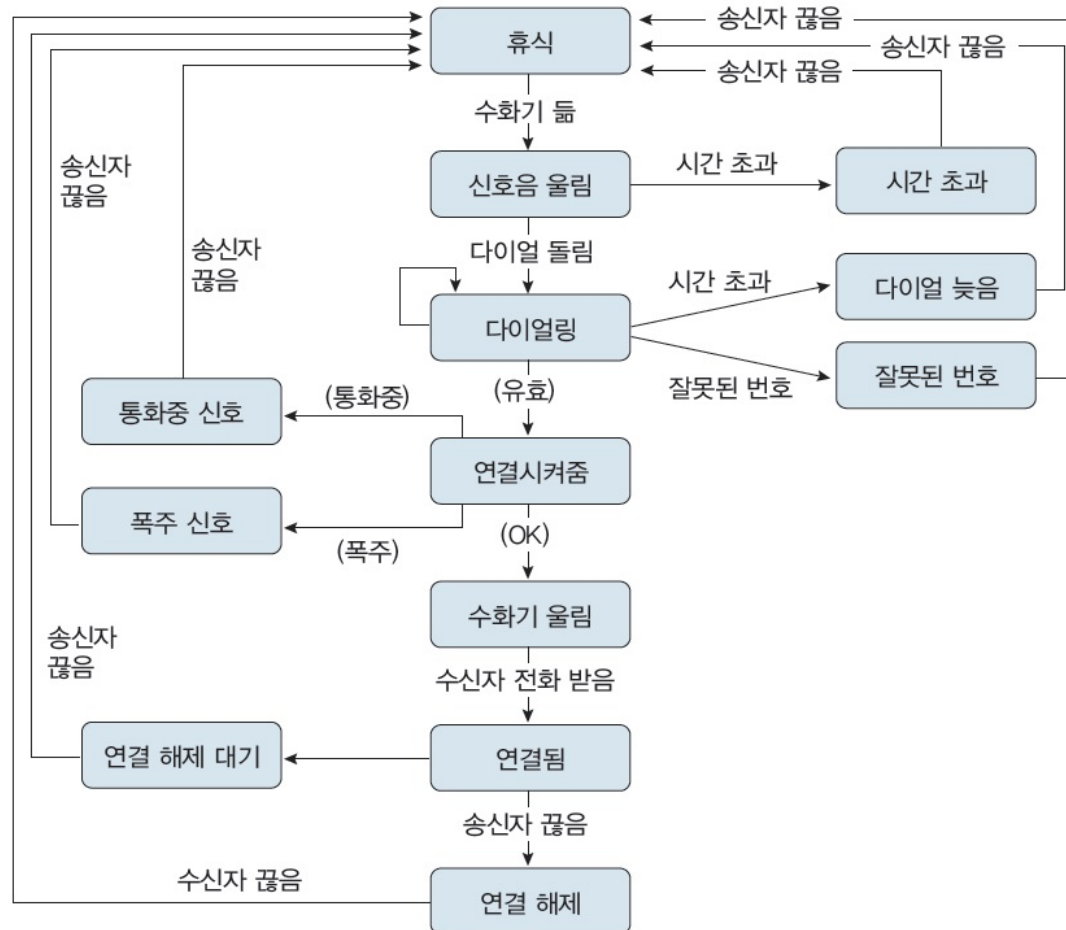 송신자 끊음
휴식
송신자 끊음
송신자 끊음
수화기 듦
송신자
끊음
신호음 울림
시간 초과
시간 초과
송신자
끊음
다이얼 돌림
시간 초과
다이얼 늦음
다이얼링
잘못된 번호
잘못된 번호
(유효)
통화중 신호
(통화중)
연결시켜줌
폭주 신호
(폭주)
(OK)
수화기 울림
송신자
끊음
수신자 전화 받음
연결 해제 대기
연결됨
송신자 끊음
수신자 끊음
연결 해제